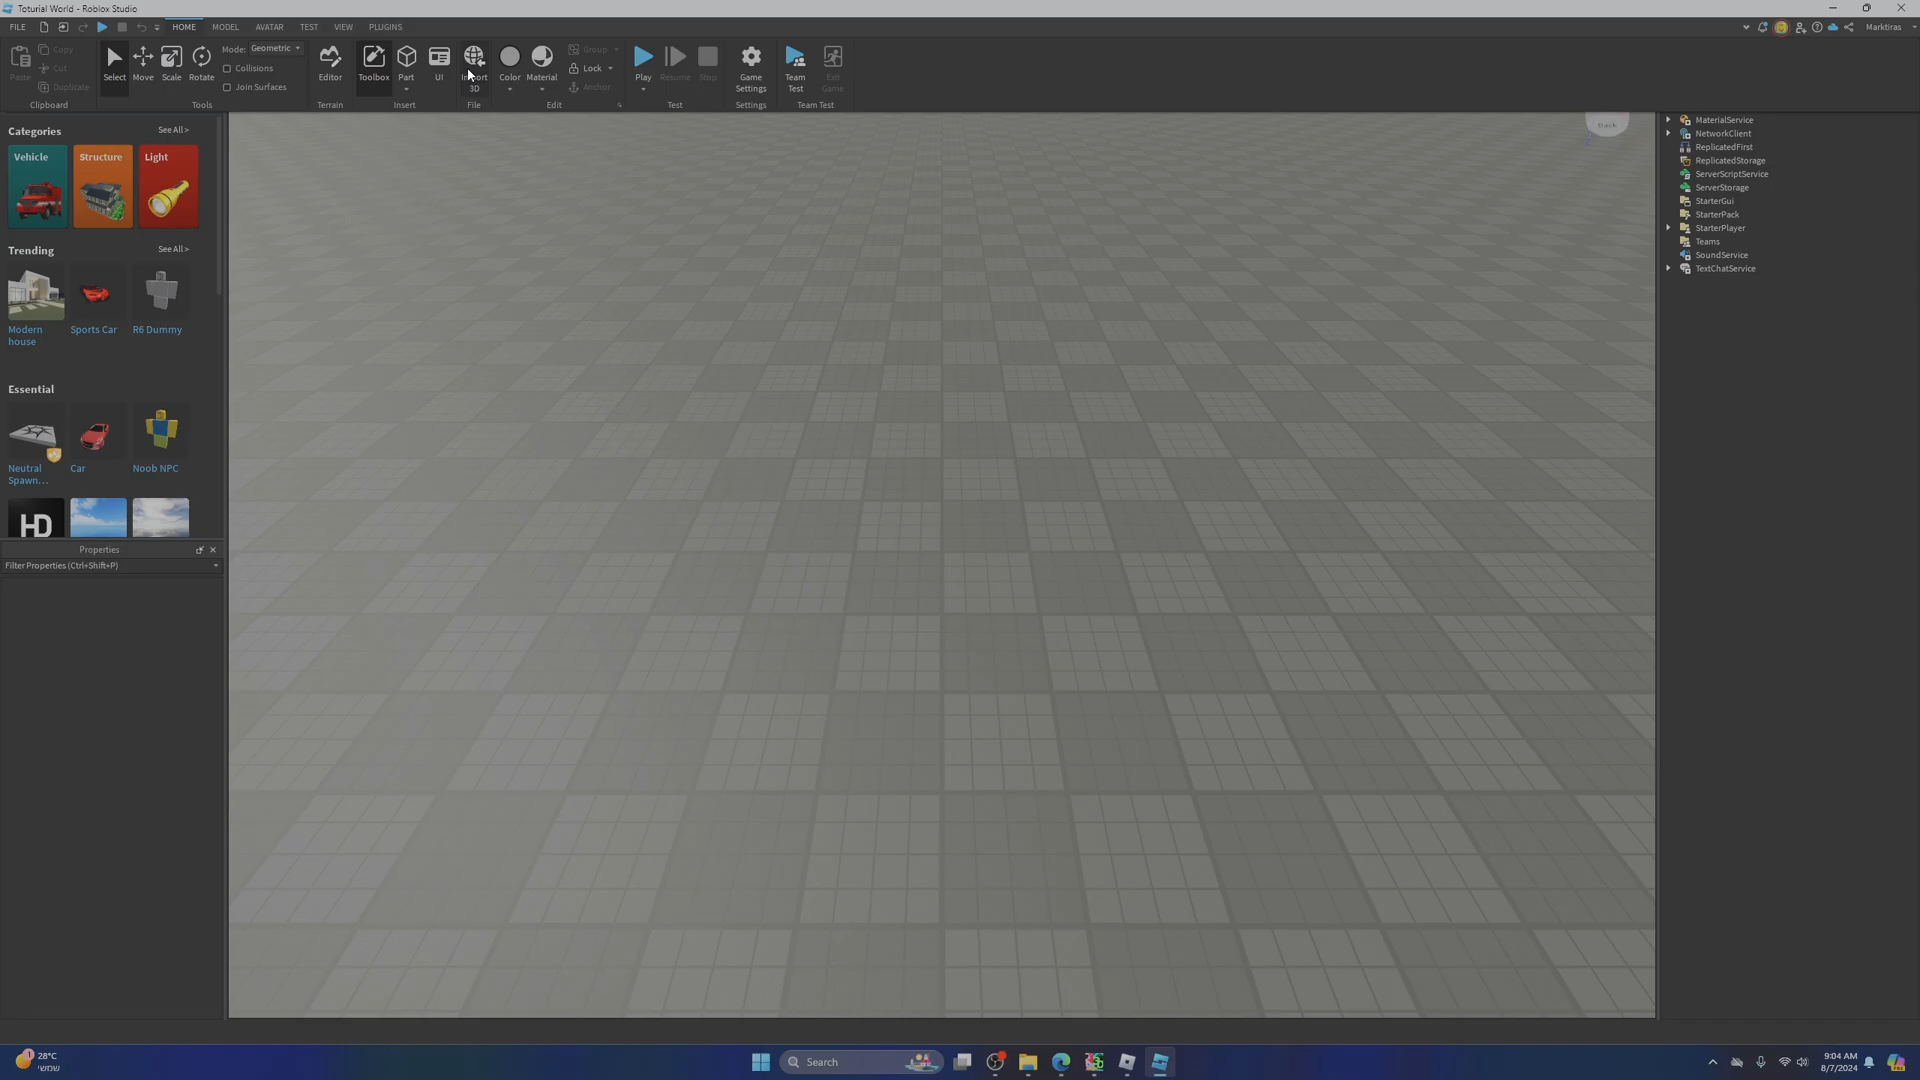 Toturial World - Roblox Studio
FILE
HOME
MODEL
AVATAR
TEST
VIEW
PLUGINS
Marktiras
Paste
Copy
Cut
Duplicate
Clipboard
Select
Move
Scale
Rotate
Mode:
Geometric
Collisions
Join Surfaces
Tools
Editor
Terrain
Toolbox
Part
UI
Insert
Import
3D
File
Color
Material
Group
Lock
Anchor
Edit
Play
Resume
Stop
Test
Game
Settings
Settings
Team
Test
Exit
Game
Team Test
Categories
See All >
Vehicle
Structure
Light
Trending
See All >
Modern
house
Sports Car
R6 Dummy
Essential
Neutral
Spawn...
Car
Noob NPC
HD
Properties
Filter Properties (Ctrl+Shift+P)
Back
Z
MaterialService
NetworkClient
ReplicatedFirst
ReplicatedStorage
ServerScriptService
ServerStorage
StarterGui
StarterPack
StarterPlayer
Teams
SoundService
TextChatService
1
28°C
שמשי
Search
9:04 AM
8/7/2024